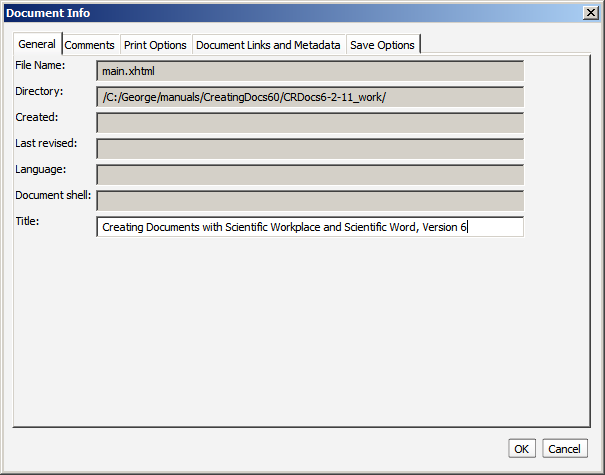 Document Info
General Comments Print Options Document Links and Metadata Save Options
File Name: main.xhtml
Directory: /C:/George/manuals/CreatingDocs60/CRDocs6-2-11_work/
Created:
Last revised:
Language:
Document shell:
Title: Creating Documents with Scientific Workplace and Scientific Word, Version 6
OK Cancel